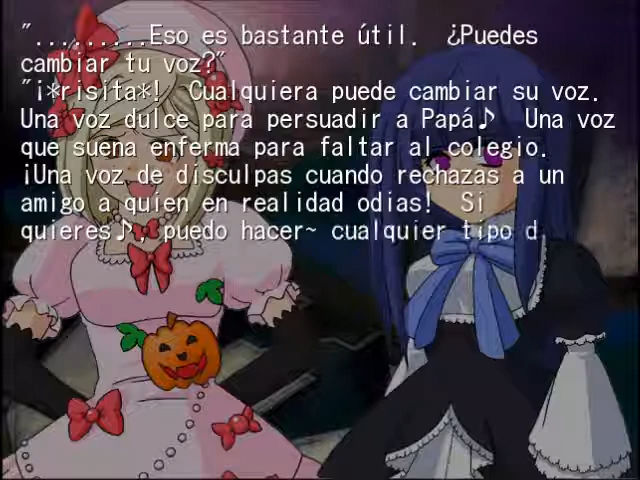 ".........Eso es bastante útil.  ¿Puedes
cambiar tu voz?"
"¡*risita*!  Cualquiera puede cambiar su voz.
Una voz dulce para persuadir a Papá♪  Una voz
que suena enferma para faltar al colegio.
¡Una voz de disculpas cuando rechazas a un
amigo a quien en realidad odias!  Si
quieres♪, puedo hacer~ cualquier tipo d